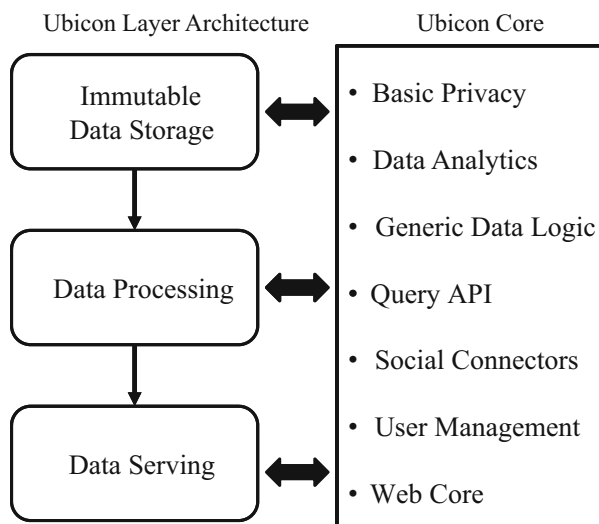 Ubicon Layer Architecture
Immutable
Data Storage
Data Processing
Data Serving
Ubicon Core
• Basic Privacy
• Data Analytics
• Generic Data Logic
• Query API
• Social Connectors
• User Management
• Web Core